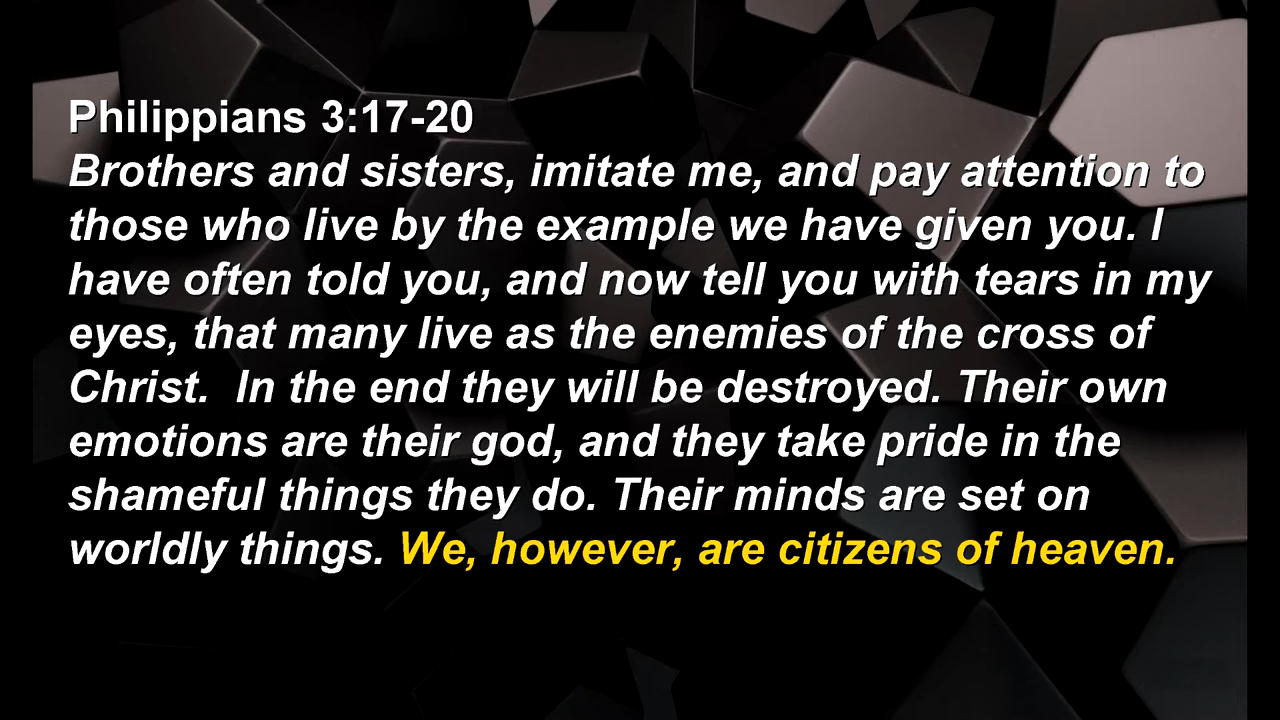 Philippians 3:17-20
Brothers and sisters, imitate me, and pay attention to
those who live by the example we have given you. I
have often told you, and now tell you with tears in my
eyes, that many live as the enemies of the cross of
Christ.  In the end they will be destroyed. Their own
emotions are their god, and they take pride in the
shameful things they do. Their minds are set on
worldly things. We, however, are citizens of heaven.